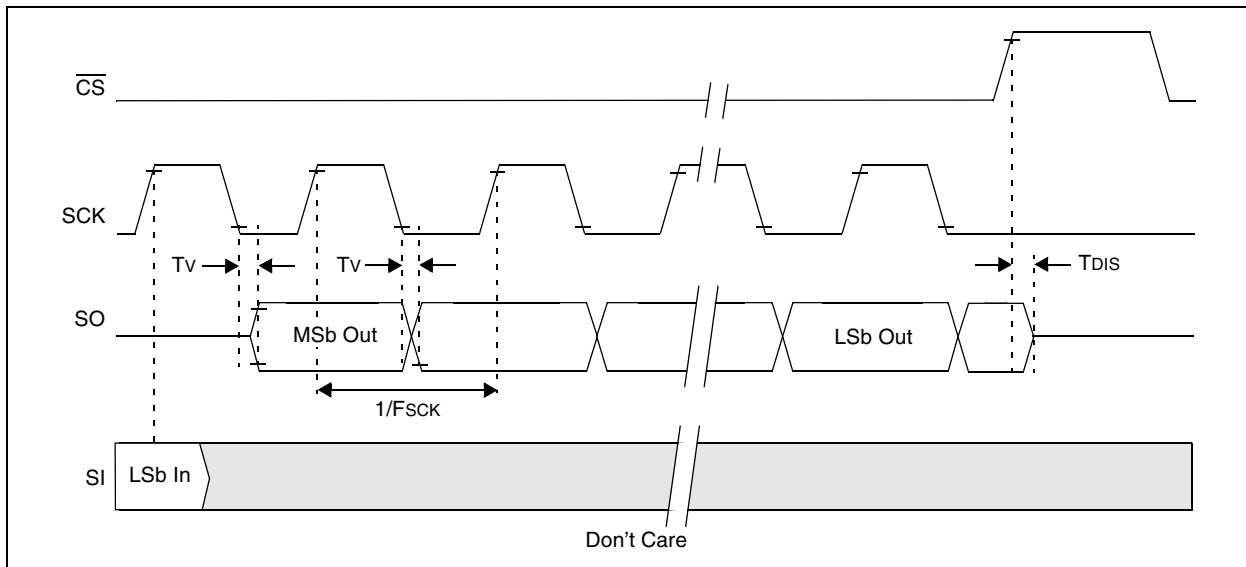 CS
SCK
TV
TV
TDIS
SO
MSb Out
LSb Out
1/FSCK
SI
LSb In
Don't Care